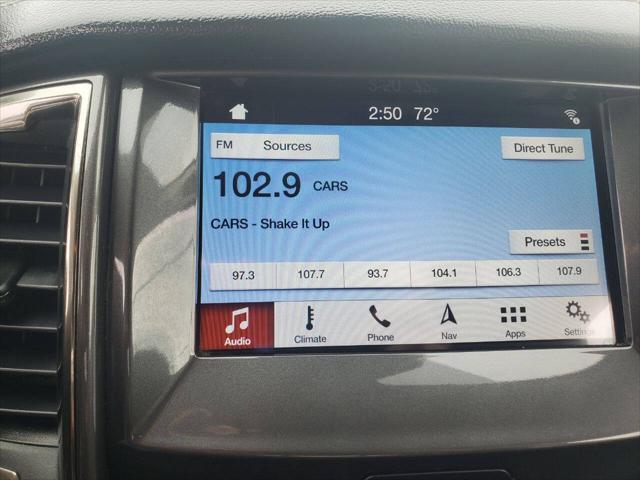 2:50 72°
FM Sources Direct Tune
102.9 CARS
CARS - Shake It Up
Presets
97.3 107.7 93.7 104.1 106.3 107.9
Audio Climate Phone Nav Apps Settings